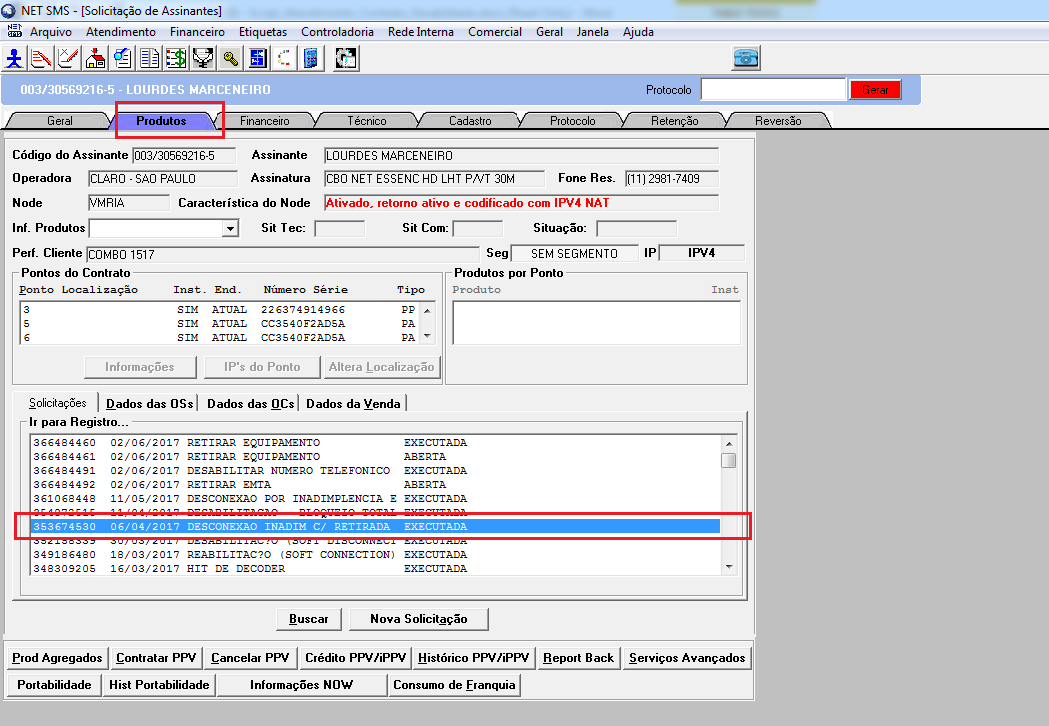 NET SMS - [Solicitação de Assinantes]
Arquivo Atendimento Financeiro Etiquetas Controladoria Rede Interna Comercial Geral Janela Ajuda
003/30569216-5 - LOURDES MARCENEIRO Protocolo Gerar
Geral Produtos Financeiro Técnico Cadastro Protocolo Retenção Reversão
Código do Assinante 003/30569216-5 Assinante LOURDES MARCENEIRO
Operadora CLARO - SAO PAULO Assinatura CBO NET ESSENC HD LHT P/VT 30M Fone Res. (11) 2981-7409
Node VMRIA Característica do Node Ativado, retorno ativo e codificado com IPV4 NAT
Inf. Produtos Sit Tec: Sit Com: Situação:
Perf. Cliente COMBO 1517 Seg SEM SEGMENTO IP IPV4
Pontos do Contrato Produtos por Ponto
Ponto Localização Inst. End. Número Série Tipo Produto Inst
3 SIM ATUAL 226374914966 PP
5 SIM ATUAL CC3540F2AD5A PA
6 SIM ATUAL CC3540F2AD5A PA
Informações IP's do Ponto Altera Localização
Solicitações Dados das OSs Dados das OCs Dados da Venda
Ir para Registro...
366484460 02/06/2017 RETIRAR EQUIPAMENTO EXECUTADA
366484461 02/06/2017 RETIRAR EQUIPAMENTO ABERTA
366484491 02/06/2017 DESABILITAR NUMERO TELEFONICO EXECUTADA
366484492 02/06/2017 RETIRAR EMTA ABERTA
361068448 11/05/2017 DESCONEXAO POR INADIMPLENCIA E EXECUTADA
11/04/2017 DESABILITACAO - BLOQUEIO TOTAL EXECUTADA
353674530 06/04/2017 DESCONEXAO INADIM C/ RETIRADA EXECUTADA
352158339 30/03/2017 DESABILITAC?O (SOFT DISCONNECT EXECUTADA
349186480 18/03/2017 REABILITAC?O (SOFT CONNECTION) EXECUTADA
348309205 16/03/2017 HIT DE DECODER EXECUTADA
Buscar Nova Solicitação
Prod Agregados Contratar PPV Cancelar PPV Crédito PPV/iPPV Histórico PPV/iPPV Report Back Serviços Avançados
Portabilidade Hist Portabilidade Informações NOW Consumo de Franquia